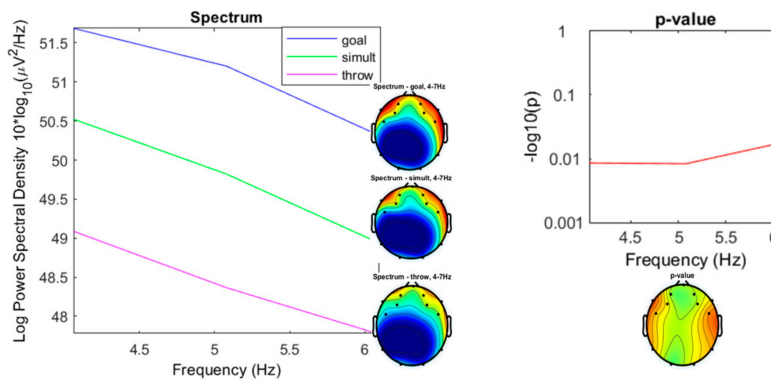 Spectrum
Log Power Spectral Density 10*log10(μV²/Hz)
51.5
51
50.5
50
49.5
49
48.5
48
4.5
5
5.5
6
Frequency (Hz)
goal
simult
throw
Spectrum - goal, 4-7Hz
Spectrum - simult, 4-7Hz
Spectrum - throw, 4-7Hz
p-value
-log10(p)
1
0.1
0.01
0.001
4.5
5
5.5
6
Frequency (Hz)
p-value